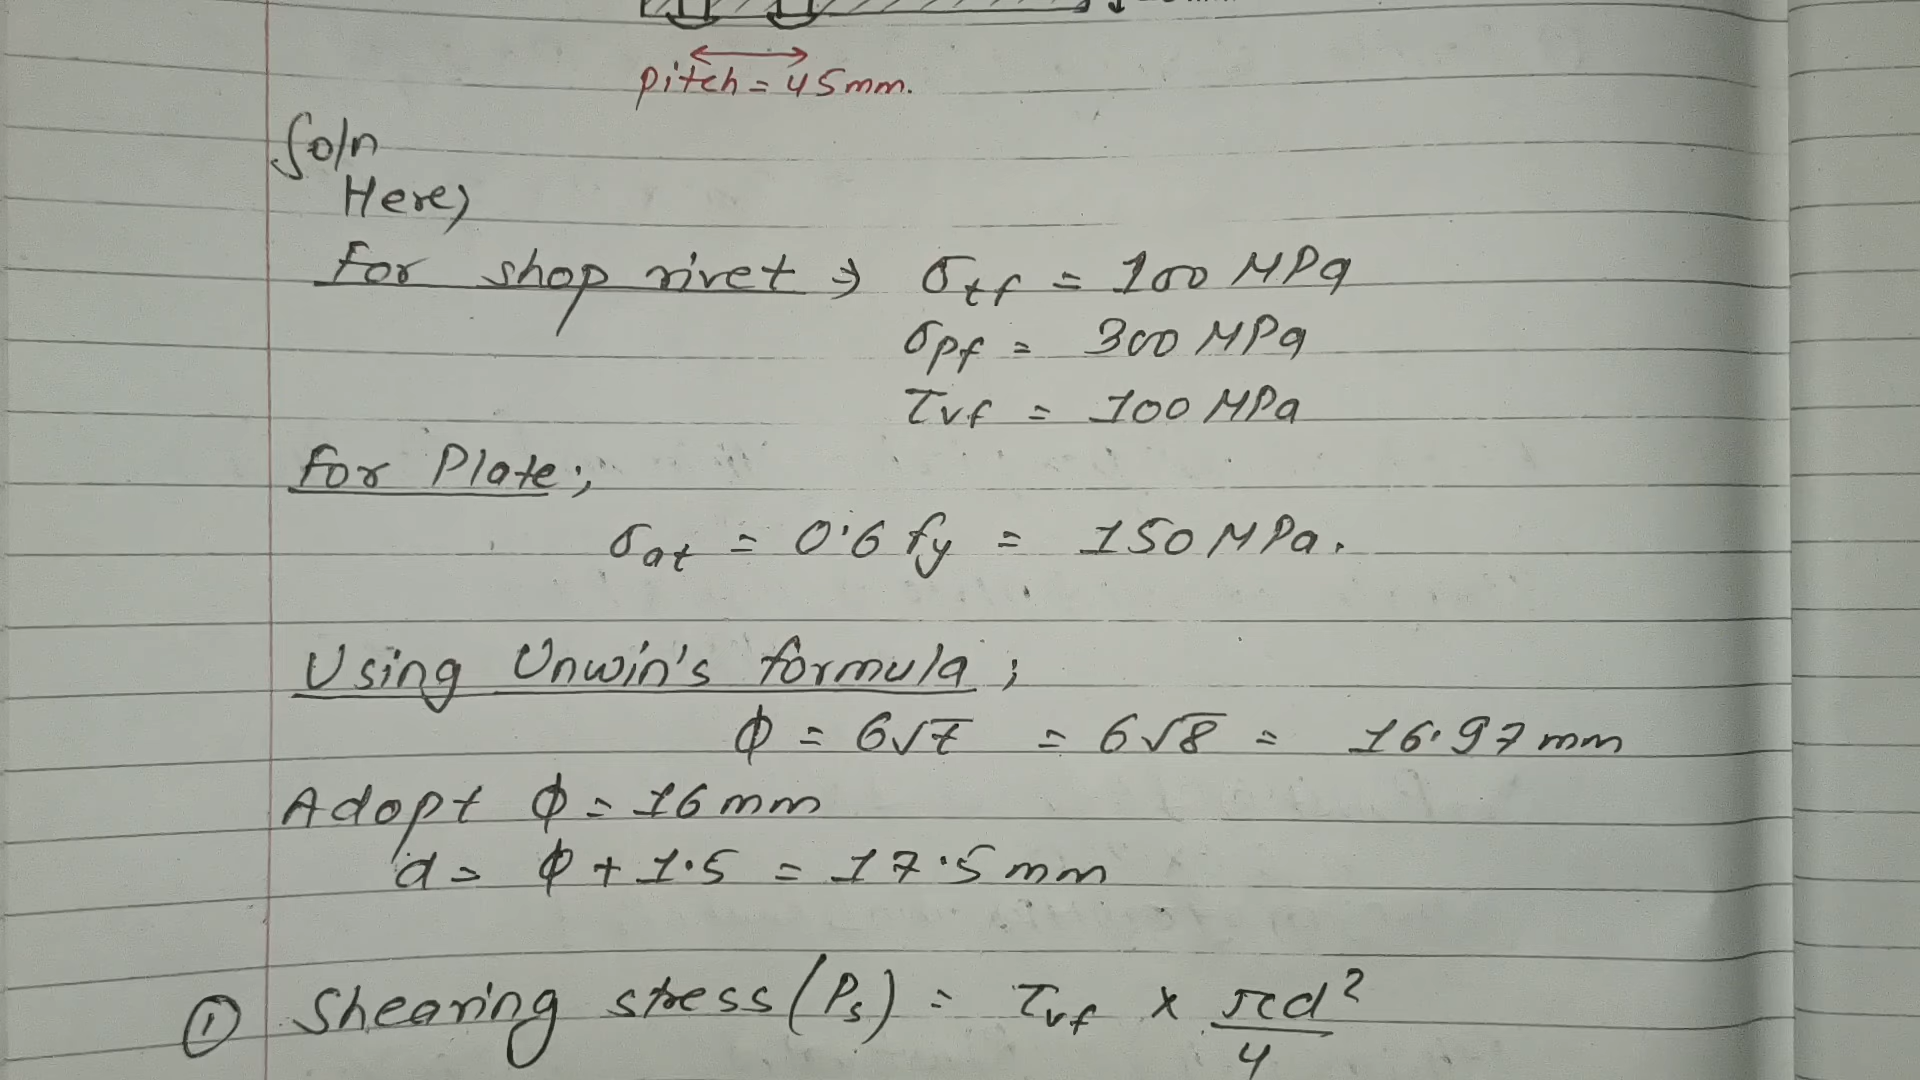 pitch = 45mm.
Soln
Here,
For shop rivet ⇒ σtf = 100 MPa
σpf = 300 MPa
τvf = 100 MPa
For Plate;
σat = 0.6 fy = 150 MPa.
Using Unwin's formula;
ϕ = 6√t = 6√8 = 16.97 mm
Adopt ϕ = 16 mm
d = ϕ + 1.5 = 17.5 mm
① Shearing stress (Ps) = τvf x πd²/4